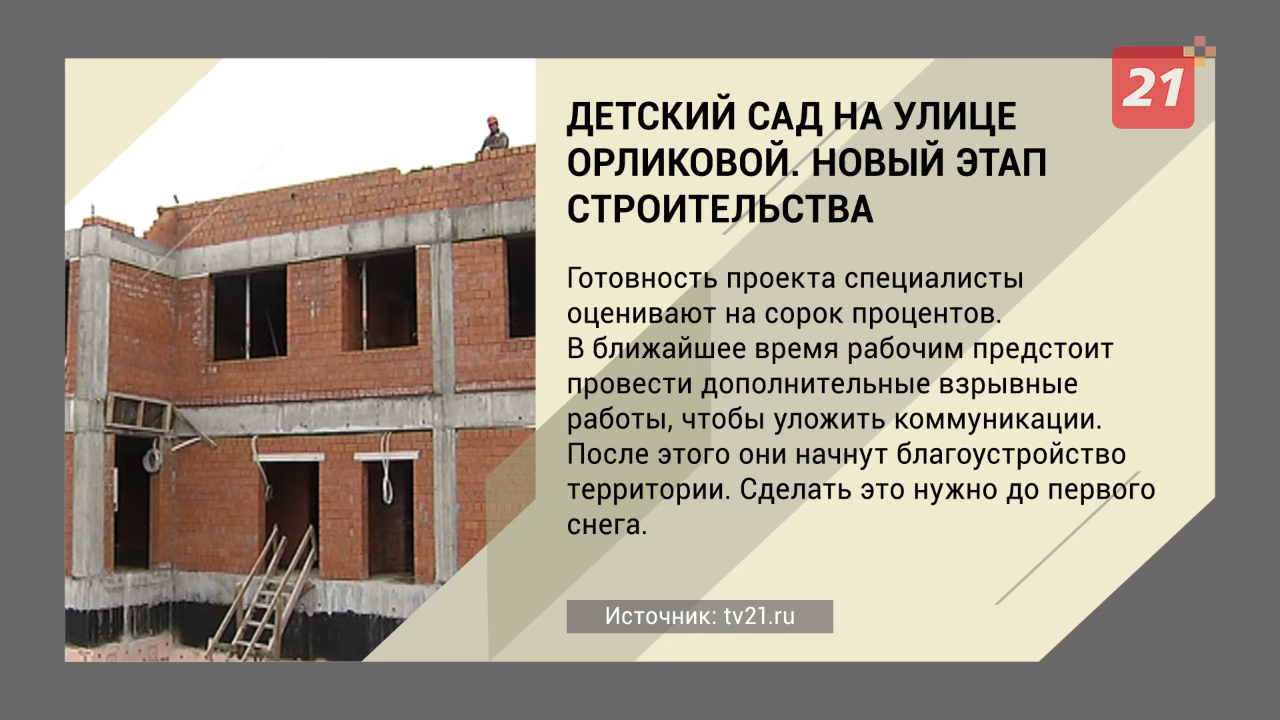 21
ДЕТСКИЙ САД НА УЛИЦЕ
ОРЛИКОВОЙ. НОВЫЙ ЭТАП
СТРОИТЕЛЬСТВА
Готовность проекта специалисты
оценивают на сорок процентов.
В ближайшее время рабочим предстоит
провести дополнительные взрывные
работы, чтобы уложить коммуникации.
После этого они начнут благоустройство
территории. Сделать это нужно до первого
снега.
Источник: tv21.ru